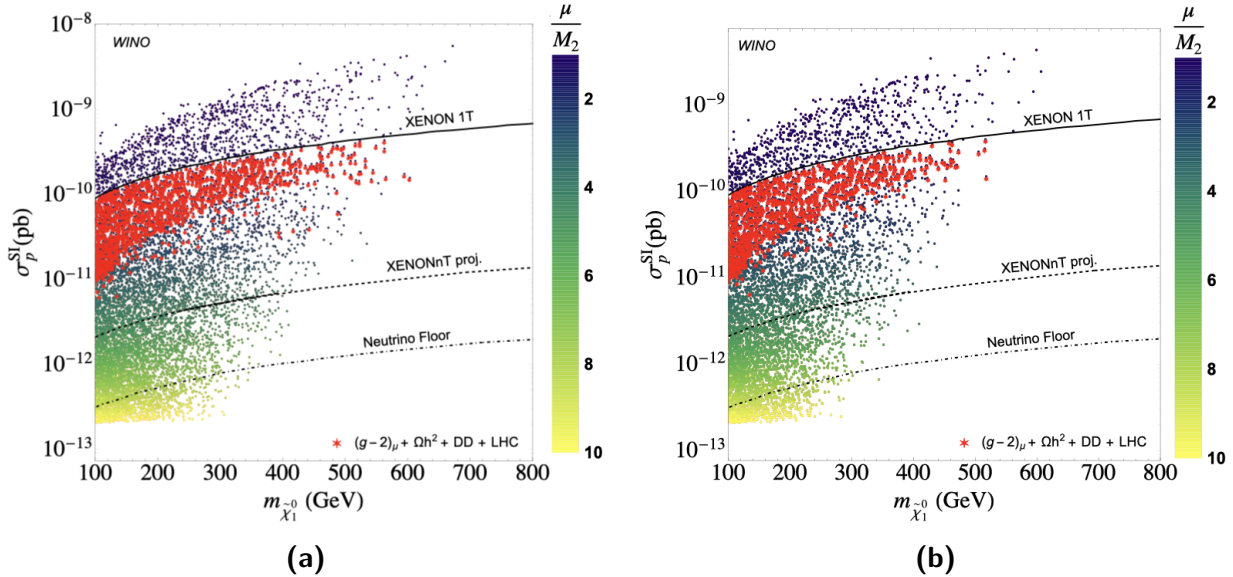 10⁻⁸
10⁻⁹
10⁻¹⁰
10⁻¹¹
10⁻¹²
10⁻¹³
σₚˢᴵ(pb)
WINO
XENON 1T
XENONnT proj.
Neutrino Floor
✶ (g−2)μ + Ωh² + DD + LHC
100 200 300 400 500 600 700 800
m_χ̃₁⁰ (GeV)
μ/M₂
2
4
6
8
10
(a)
10⁻⁹
10⁻¹⁰
10⁻¹¹
10⁻¹²
10⁻¹³
σₚˢᴵ(pb)
WINO
XENON 1T
XENONnT proj.
Neutrino Floor
✶ (g−2)μ + Ωh² + DD + LHC
100 200 300 400 500 600 700 800
m_χ̃₁⁰ (GeV)
μ/M₂
2
4
6
8
10
(b)